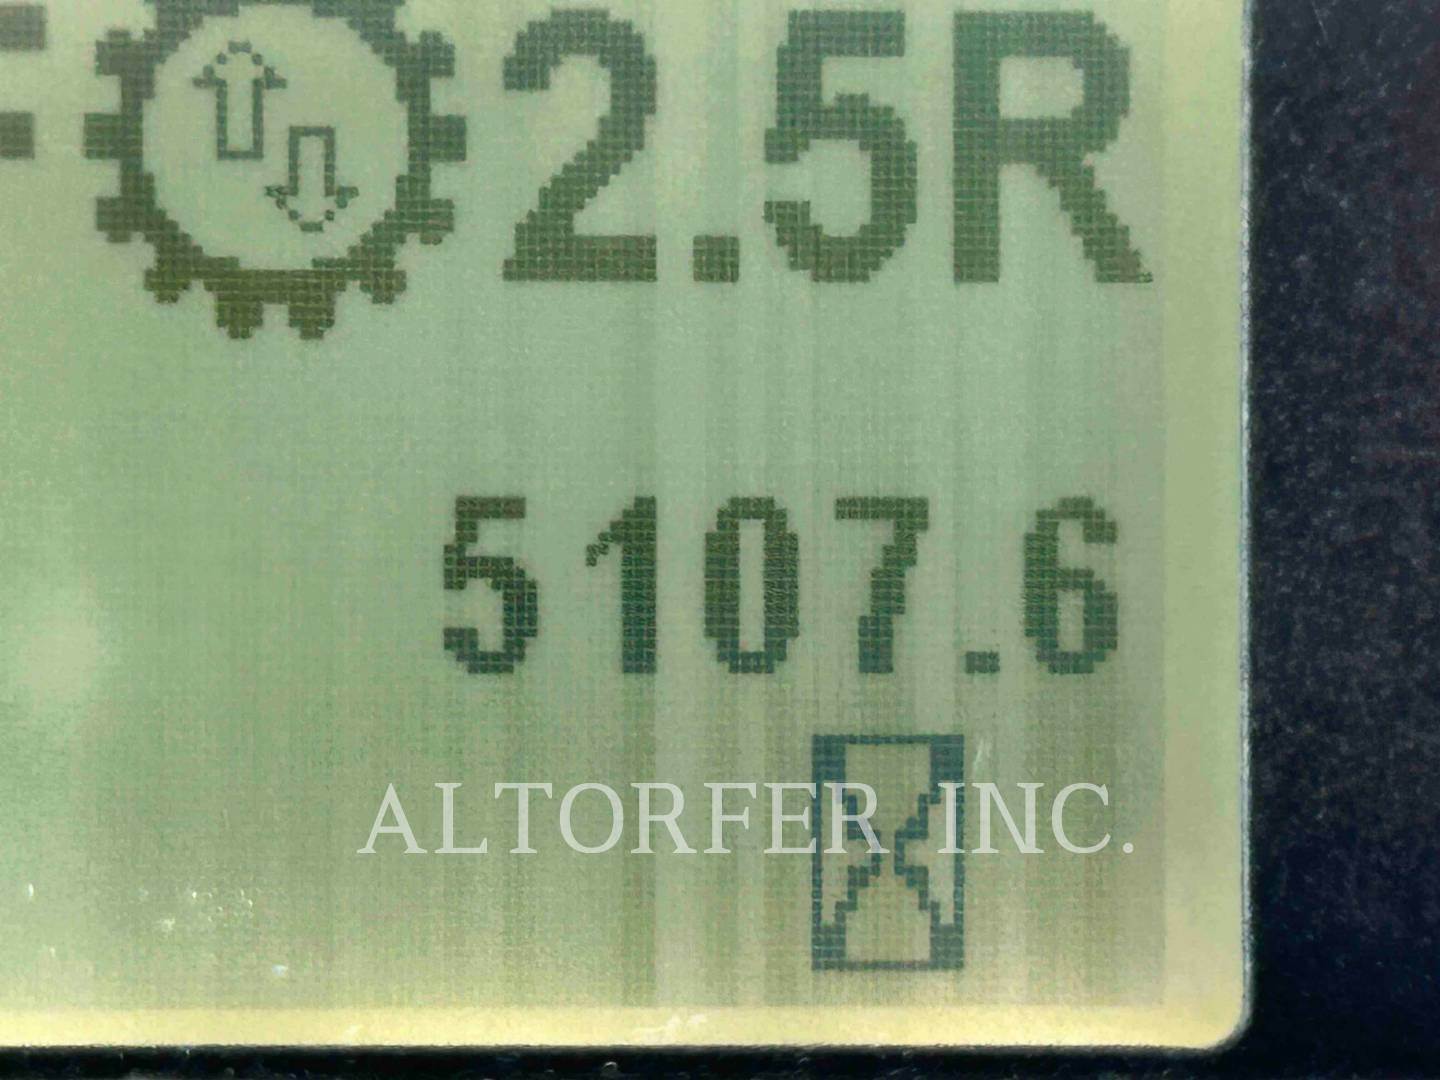 F 2.5R
5107.6
ALTORFER INC.